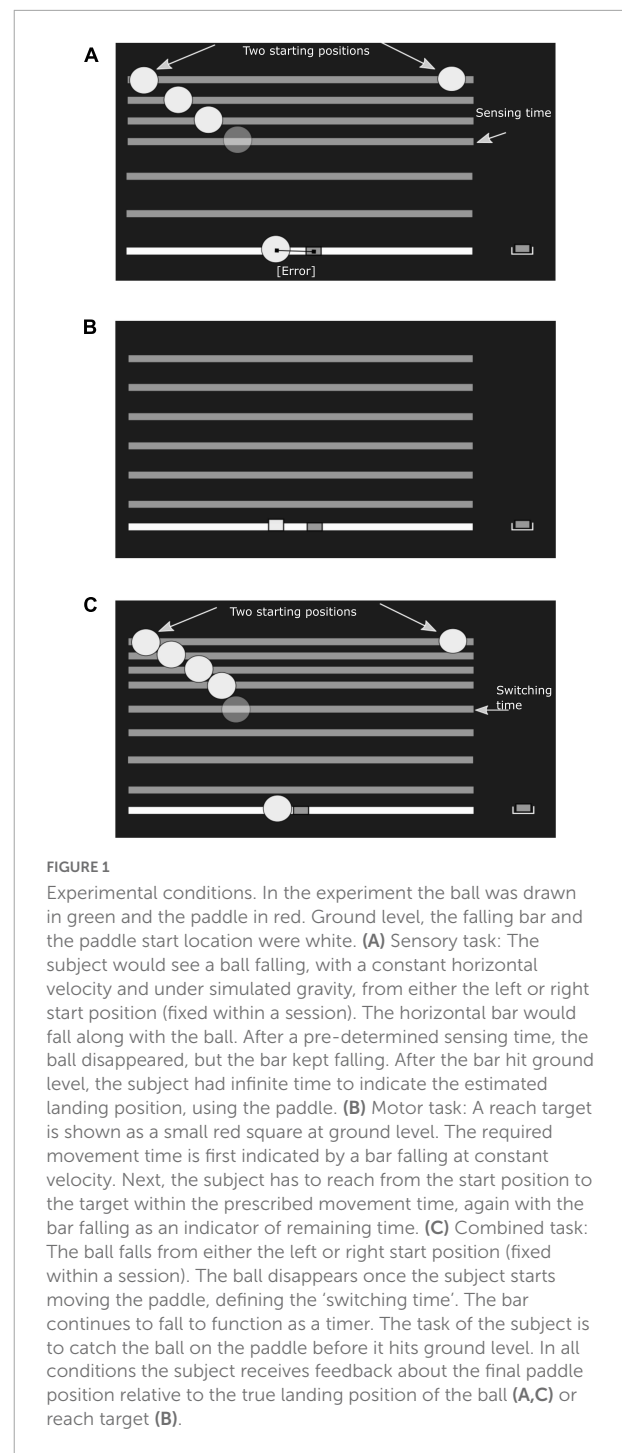 A
Two starting positions
Sensing time
[Error]
B
C
Two starting positions
Switching
time
FIGURE 1
Experimental conditions. In the experiment the ball was drawn
in green and the paddle in red. Ground level, the falling bar and
the paddle start location were white. (A) Sensory task: The
subject would see a ball falling, with a constant horizontal
velocity and under simulated gravity, from either the left or right
start position (fixed within a session). The horizontal bar would
fall along with the ball. After a pre-determined sensing time, the
ball disappeared, but the bar kept falling. After the bar hit ground
level, the subject had infinite time to indicate the estimated
landing position, using the paddle. (B) Motor task: A reach target
is shown as a small red square at ground level. The required
movement time is first indicated by a bar falling at constant
velocity. Next, the subject has to reach from the start position to
the target within the prescribed movement time, again with the
bar falling as an indicator of remaining time. (C) Combined task:
The ball falls from either the left or right start position (fixed
within a session). The ball disappears once the subject starts
moving the paddle, defining the ‘switching time’. The bar
continues to fall to function as a timer. The task of the subject is
to catch the ball on the paddle before it hits ground level. In all
conditions the subject receives feedback about the final paddle
position relative to the true landing position of the ball (A,C) or
reach target (B).